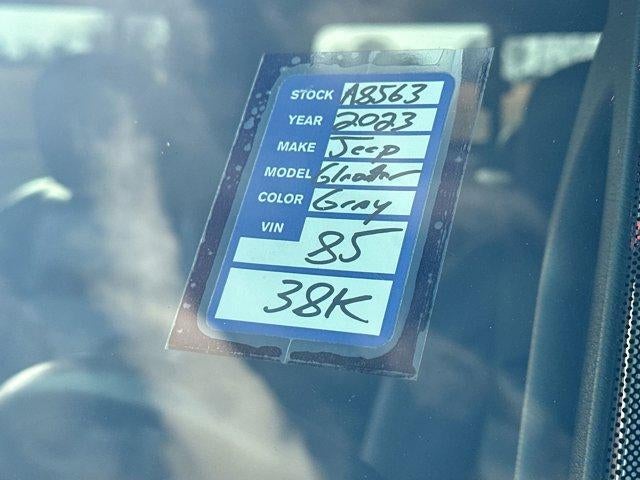 STOCK A8563
YEAR 2023
MAKE Jeep
MODEL Gladiator
COLOR Gray
VIN 85
38K